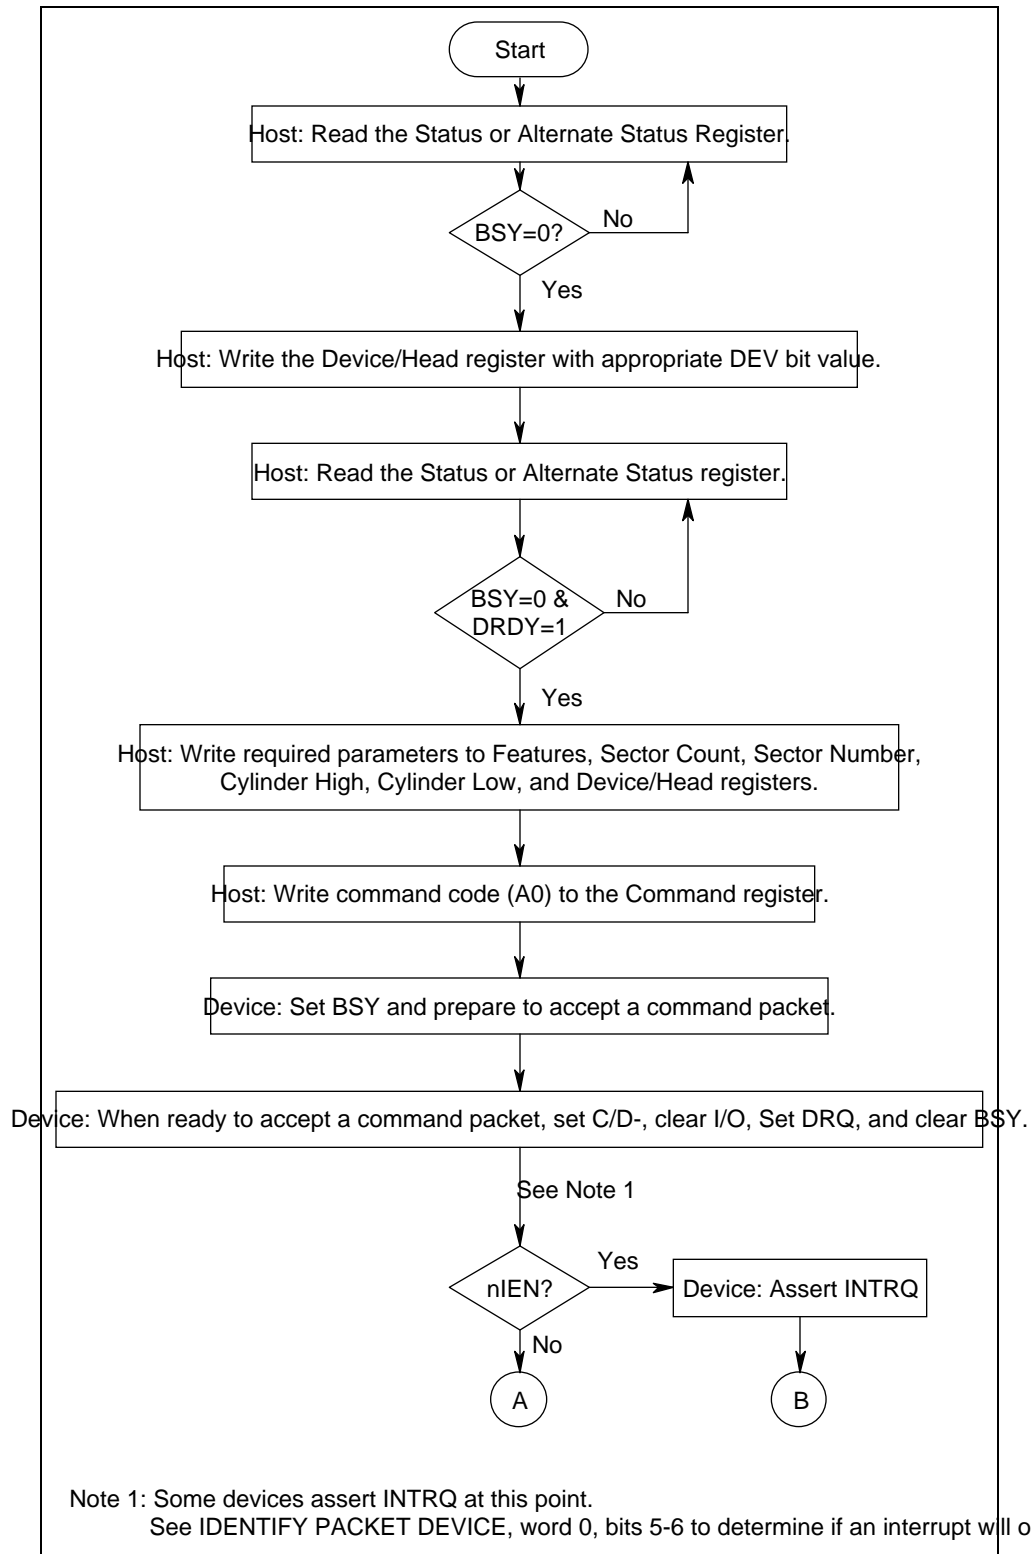 Start
Host: Read the Status or Alternate Status Register.
BSY=0?
No
Yes
Host: Write the Device/Head register with appropriate DEV bit value.
Host: Read the Status or Alternate Status register.
BSY=0 &
DRDY=1
No
Yes
Host: Write required parameters to Features, Sector Count, Sector Number,
Cylinder High, Cylinder Low, and Device/Head registers.
Host: Write command code (A0) to the Command register.
Device: Set BSY and prepare to accept a command packet.
Device: When ready to accept a command packet, set C/D-, clear I/O, Set DRQ, and clear BSY.
See Note 1
nIEN?
Yes
Device: Assert INTRQ
No
A
B
Note 1: Some devices assert INTRQ at this point.
See IDENTIFY PACKET DEVICE, word 0, bits 5-6 to determine if an interrupt will o